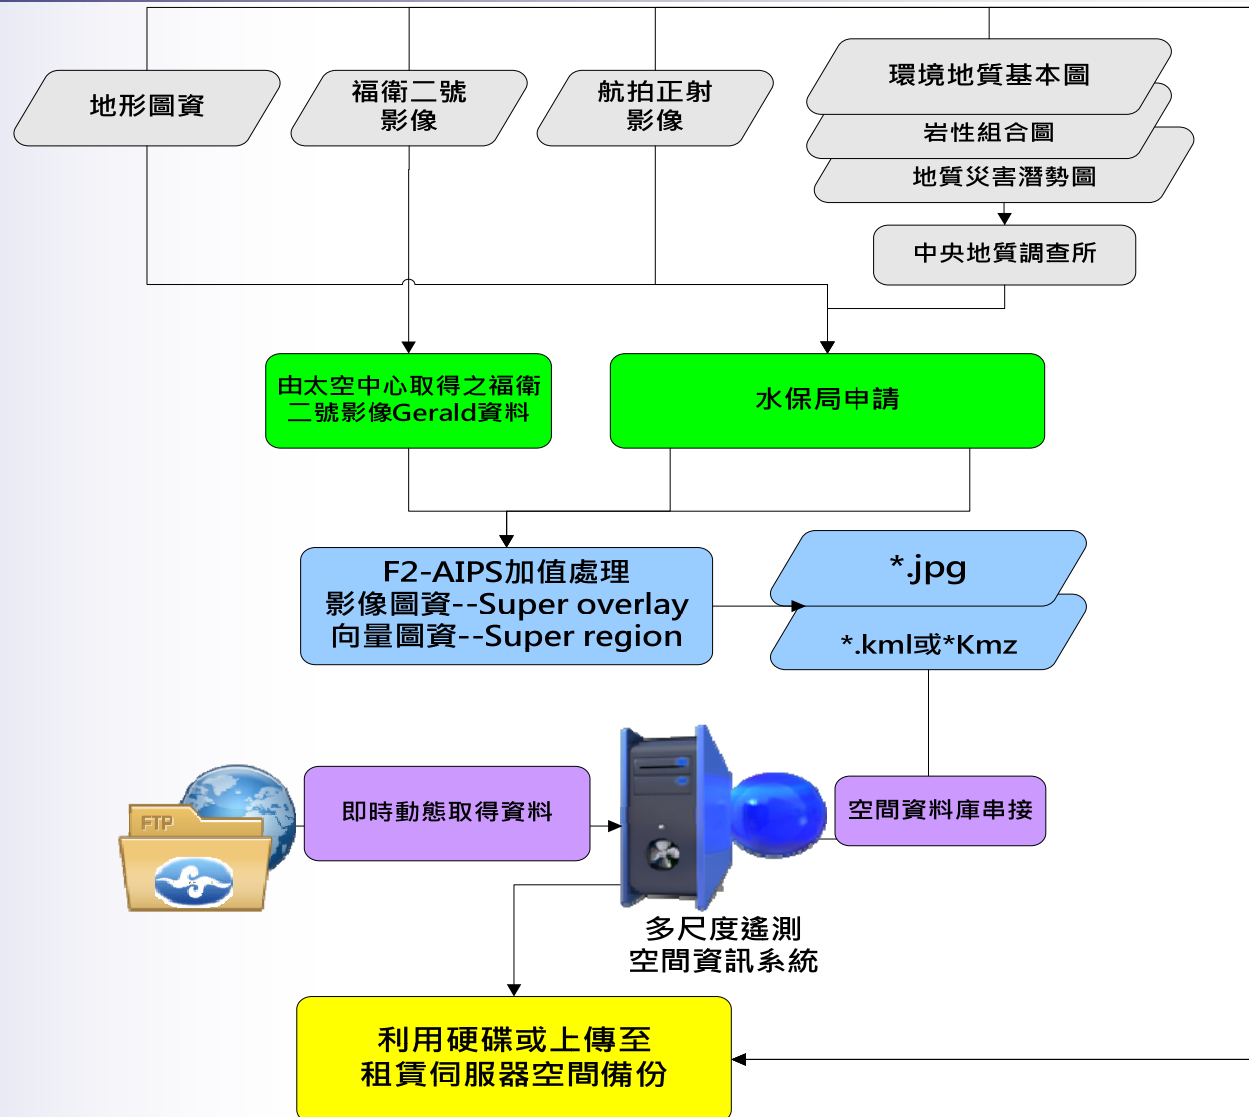 地形圖資
福衛二號
影像
航拍正射
影像
環境地質基本圖
岩性組合圖
地質災害潛勢圖
中央地質調查所
由太空中心取得之福衛
二號影像Gerald資料
水保局申請
F2-AIPS加值處理
影像圖資--Super overlay
向量圖資--Super region
*.jpg
*.kml或*Kmz
FTP
即時動態取得資料
空間資料庫串接
多尺度遙測
空間資訊系統
利用硬碟或上傳至
租賃伺服器空間備份